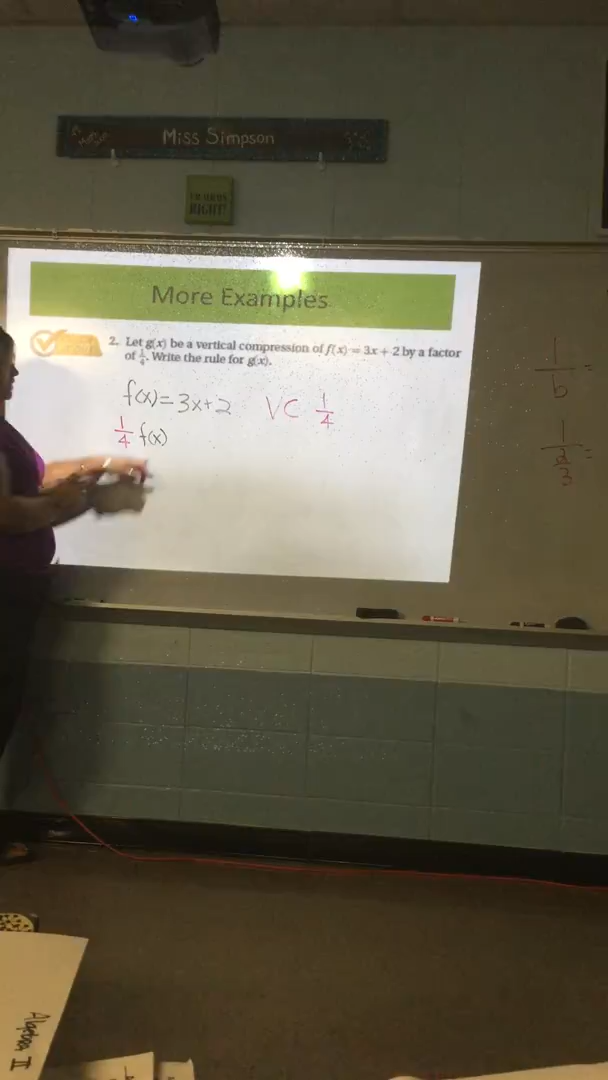 Miss Simpson
RIGHT!
More Examples
2. Let g(x) be a vertical compression of f(x) = 3x + 2 by a factor
of 1/4. Write the rule for g(x).
f(x)=3x+2 VC 1/4
1/4 f(x)
1/b =
1/(2/3) =
Algebra II